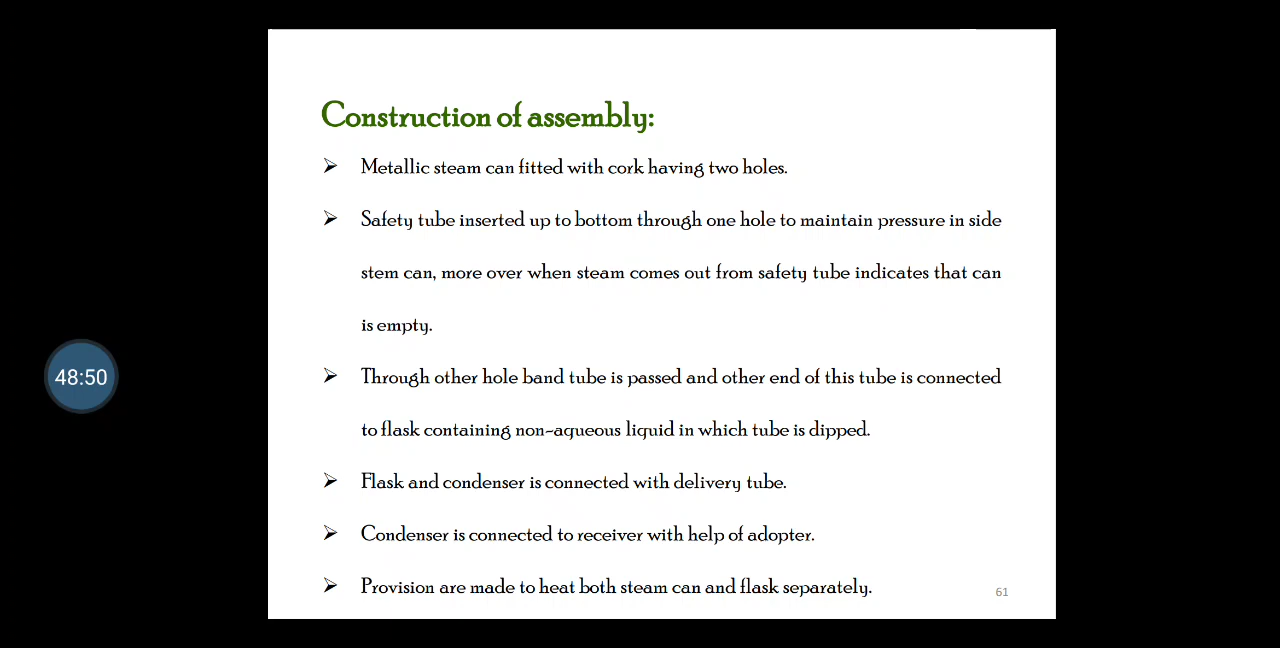 Construction of assembly:
➢ Metallic steam can fitted with cork having two holes.
➢ Safety tube inserted up to bottom through one hole to maintain pressure in side
stem can, more over when steam comes out from safety tube indicates that can
is empty.
➢ Through other hole band tube is passed and other end of this tube is connected
to flask containing non-aqueous liquid in which tube is dipped.
48:50
➢ Flask and condenser is connected with delivery tube.
➢ Condenser is connected to receiver with help of adopter.
➢ Provision are made to heat both steam can and flask separately.
61